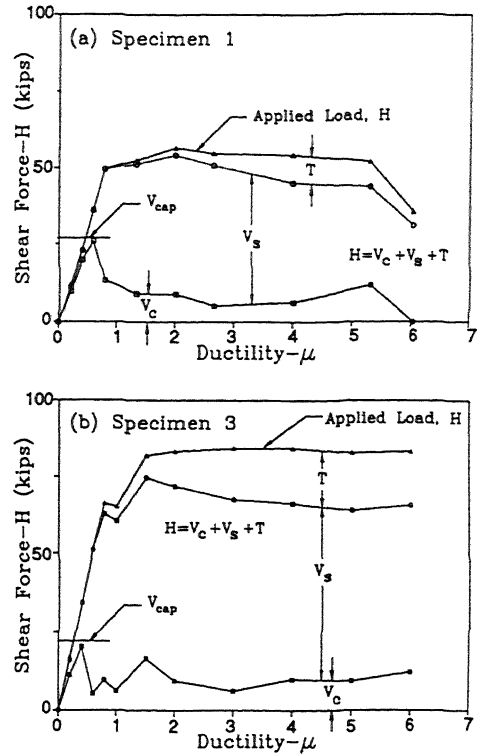 (a) Specimen 1
Shear Force-H (kips)
100
50
0
Applied Load, H
T
V_cap
V_s
H=V_c+V_s+T
V_c
0 1 2 3 4 5 6 7
Ductility-μ
(b) Specimen 3
Shear Force-H (kips)
100
50
0
Applied Load, H
T
H=V_c+V_s+T
V_s
V_cap
V_c
0 1 2 3 4 5 6 7
Ductility-μ